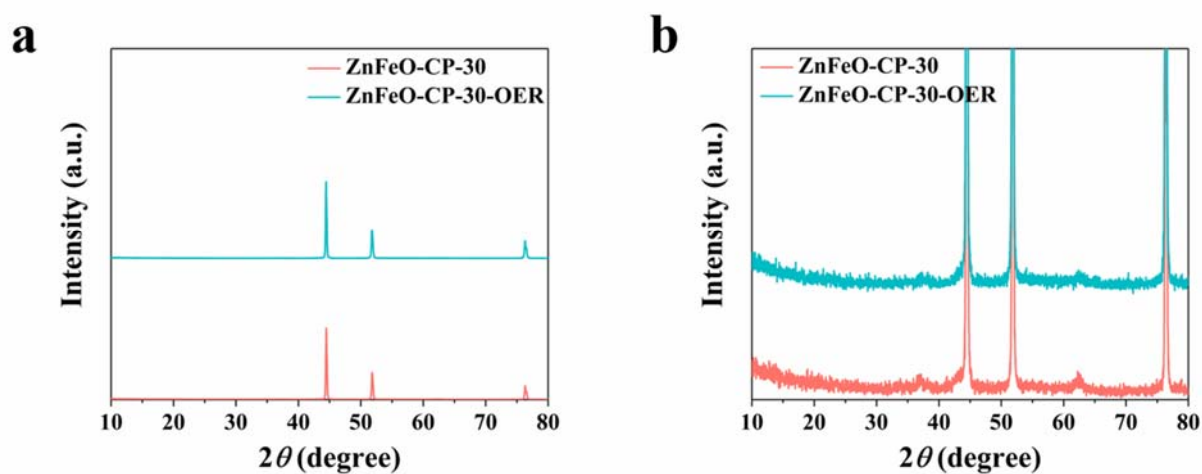 a
ZnFeO-CP-30
ZnFeO-CP-30-OER
Intensity (a.u.)
10 20 30 40 50 60 70 80
2θ (degree)
b
ZnFeO-CP-30
ZnFeO-CP-30-OER
Intensity (a.u.)
10 20 30 40 50 60 70 80
2θ (degree)